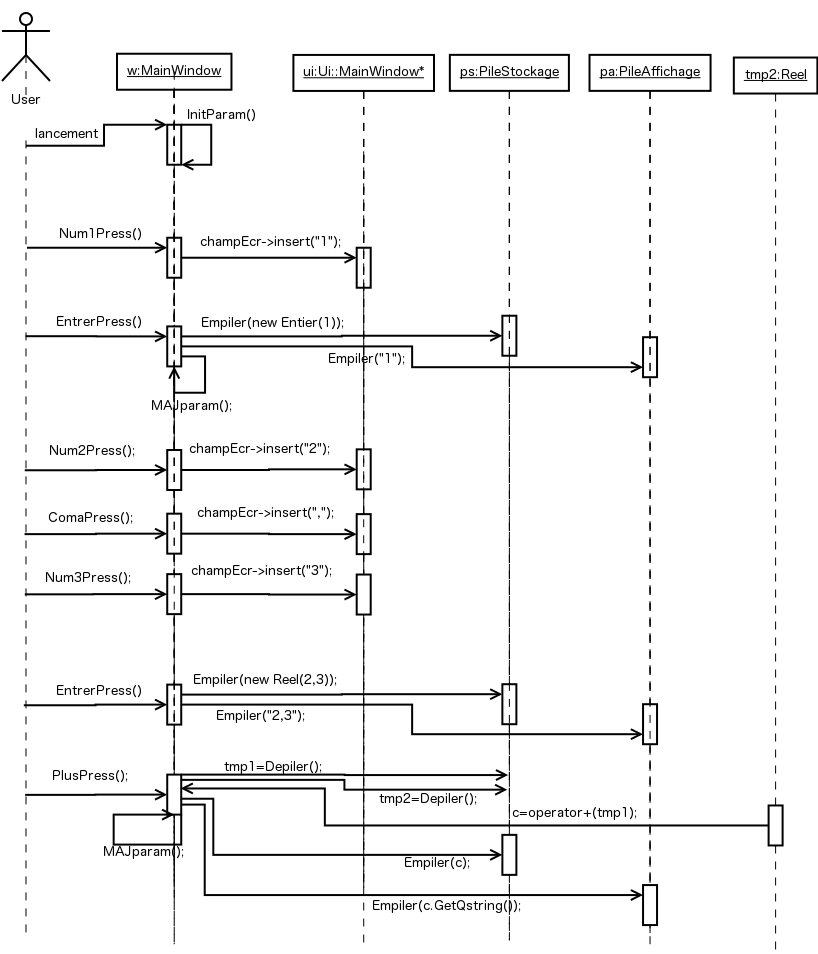 User
w:MainWindow
ui:Ui::MainWindow*
ps:PileStockage
pa:PileAffichage
tmp2:Reel
InitParam()
lancement
Num1Press()
champEcr->insert("1");
EntrerPress()
Empiler(new Entier(1));
Empiler("1");
MAJparam();
Num2Press();
champEcr->insert("2");
ComaPress();
champEcr->insert(",");
Num3Press();
champEcr->insert("3");
EntrerPress()
Empiler(new Reel(2,3));
Empiler("2,3");
PlusPress();
tmp1=Depiler();
tmp2=Depiler();
c=operator+(tmp1);
MAJparam();
Empiler(c);
Empiler(c.GetQstring());